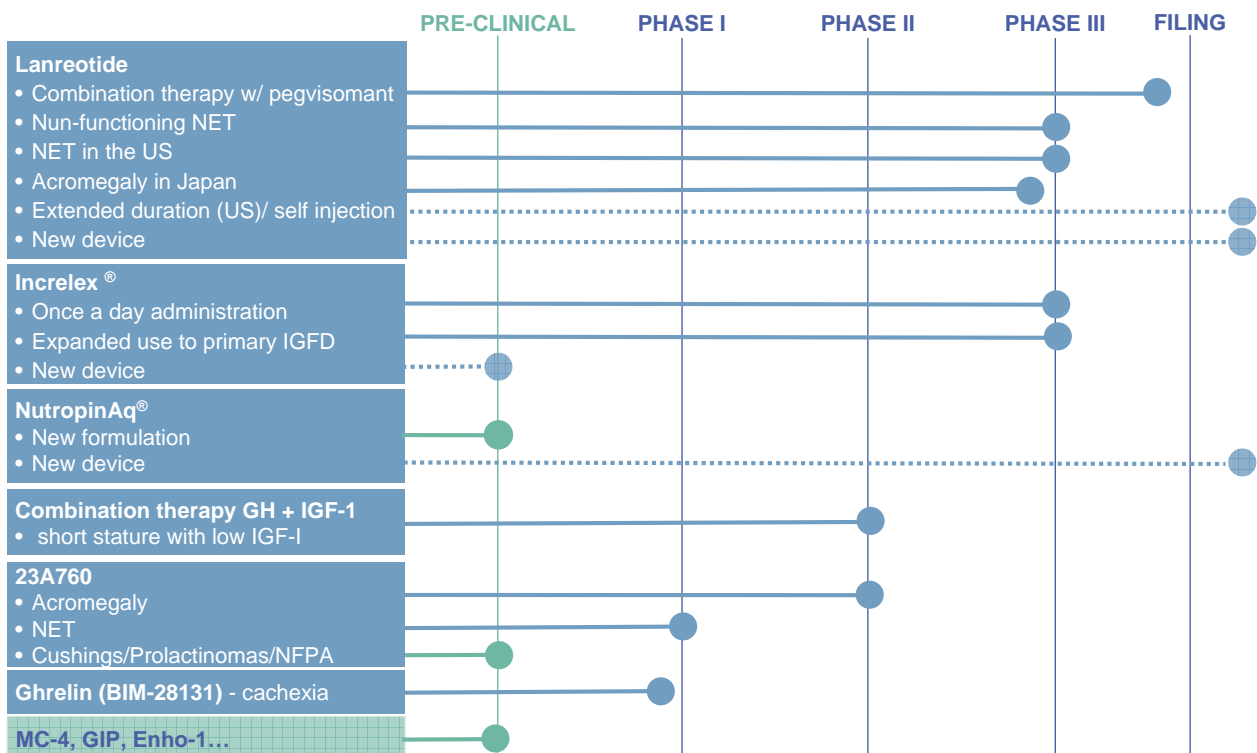 PRE-CLINICAL PHASE I PHASE II PHASE III FILING
Lanreotide
• Combination therapy w/ pegvisomant
• Nun-functioning NET
• NET in the US
• Acromegaly in Japan
• Extended duration (US)/ self injection
• New device
Increlex ®
• Once a day administration
• Expanded use to primary IGFD
• New device
NutropinAq®
• New formulation
• New device
Combination therapy GH + IGF-1
• short stature with low IGF-I
23A760
• Acromegaly
• NET
• Cushings/Prolactinomas/NFPA
Ghrelin (BIM-28131) - cachexia
MC-4, GIP, Enho-1…